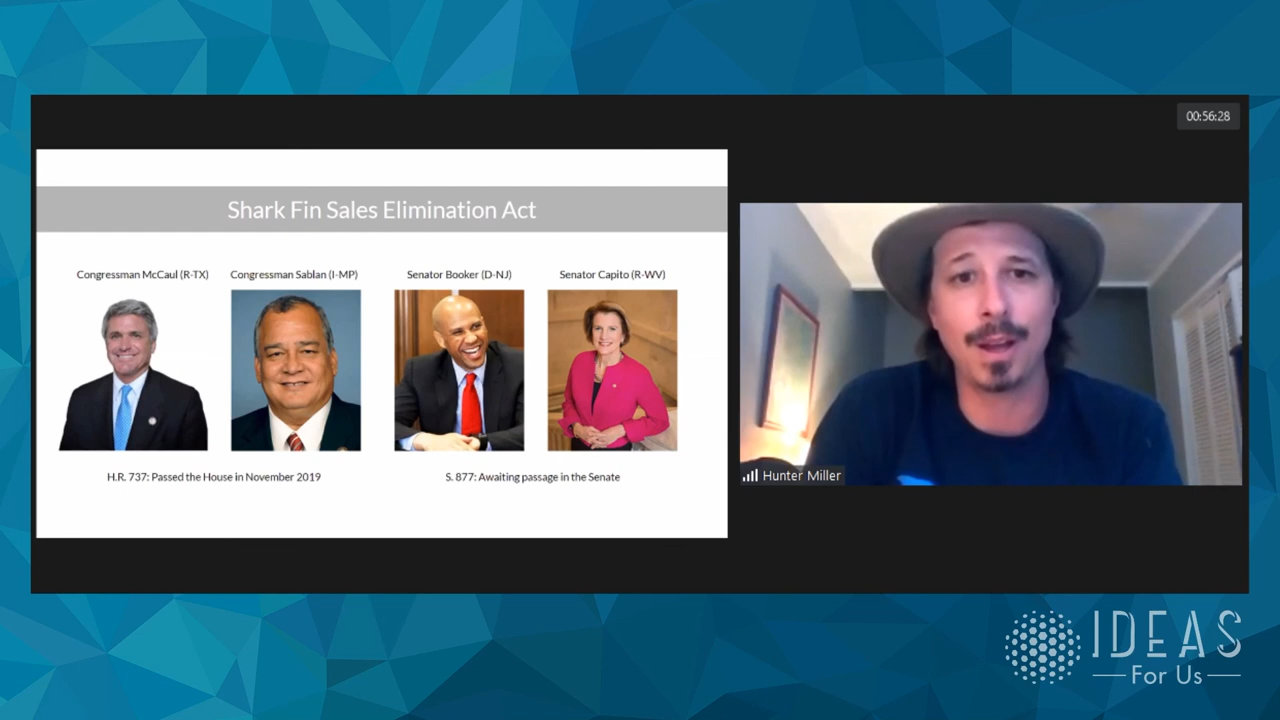 00:56:28
Shark Fin Sales Elimination Act
Congressman McCaul (R-TX) Congressman Sablan (I-MP) Senator Booker (D-NJ) Senator Capito (R-WV)
H.R. 737: Passed the House in November 2019 S. 877: Awaiting passage in the Senate
Hunter Miller
IDEAS
For Us